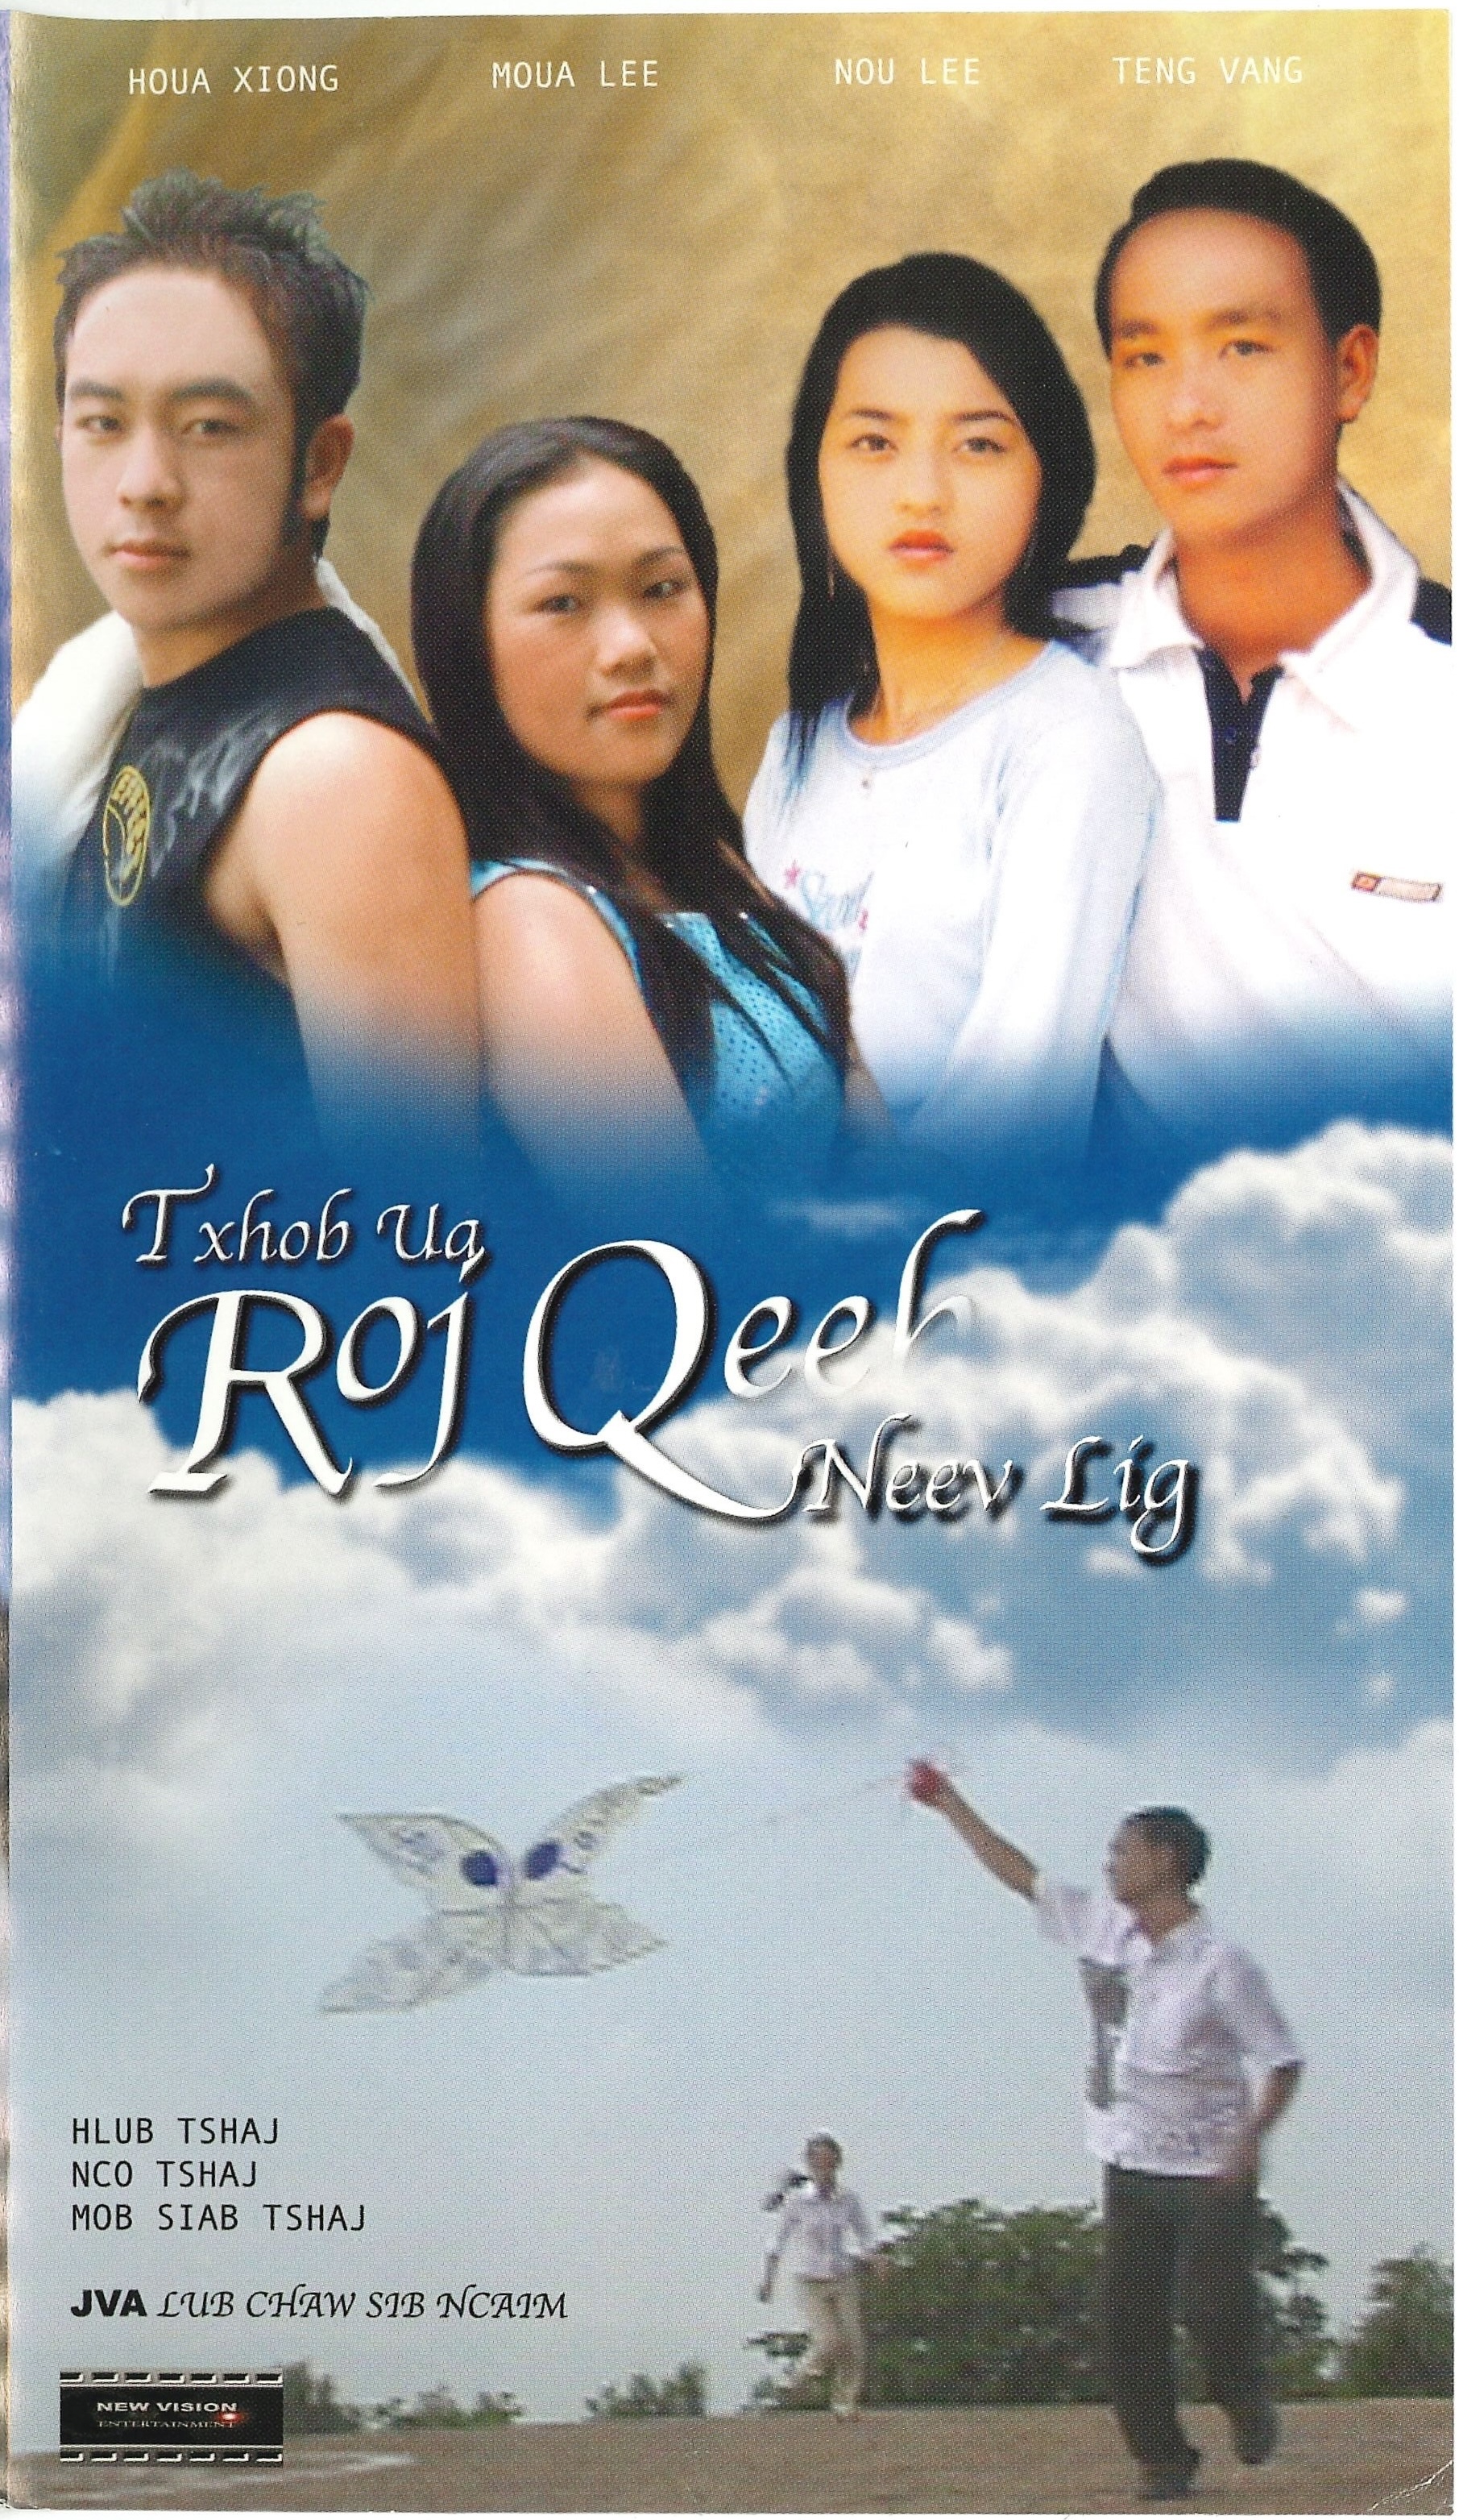 HOUA XIONG MOUA LEE NOU LEE TENG VANG
Txhob Ua
Roj Qeeb
Neev Lig
HLUB TSHAJ
NCO TSHAJ
MOB SIAB TSHAJ
JVA LUB CHAW SIB NCAIM
NEW VISION
ENTERTAINMENT